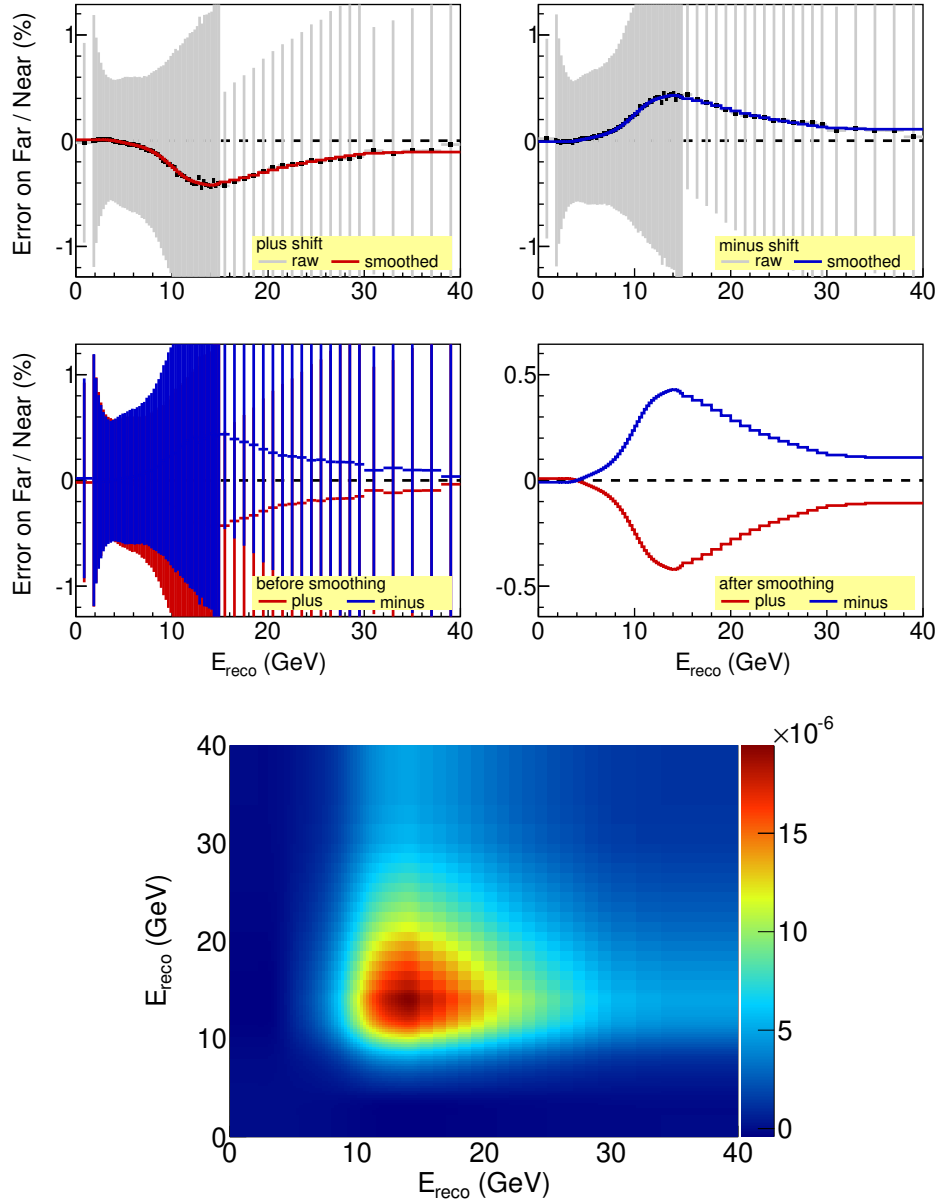 Error on Far / Near (%)
1
0
-1
plus shift
raw smoothed
0 10 20 30 40
1
0
-1
minus shift
raw smoothed
0 10 20 30 40
Error on Far / Near (%)
1
0
-1
before smoothing
plus minus
0 10 20 30 40
E_reco (GeV)
0.5
0
-0.5
after smoothing
plus minus
0 10 20 30 40
E_reco (GeV)
×10^-6
E_reco (GeV)
40
30
20
10
0
0 10 20 30 40
E_reco (GeV)
15
10
5
0